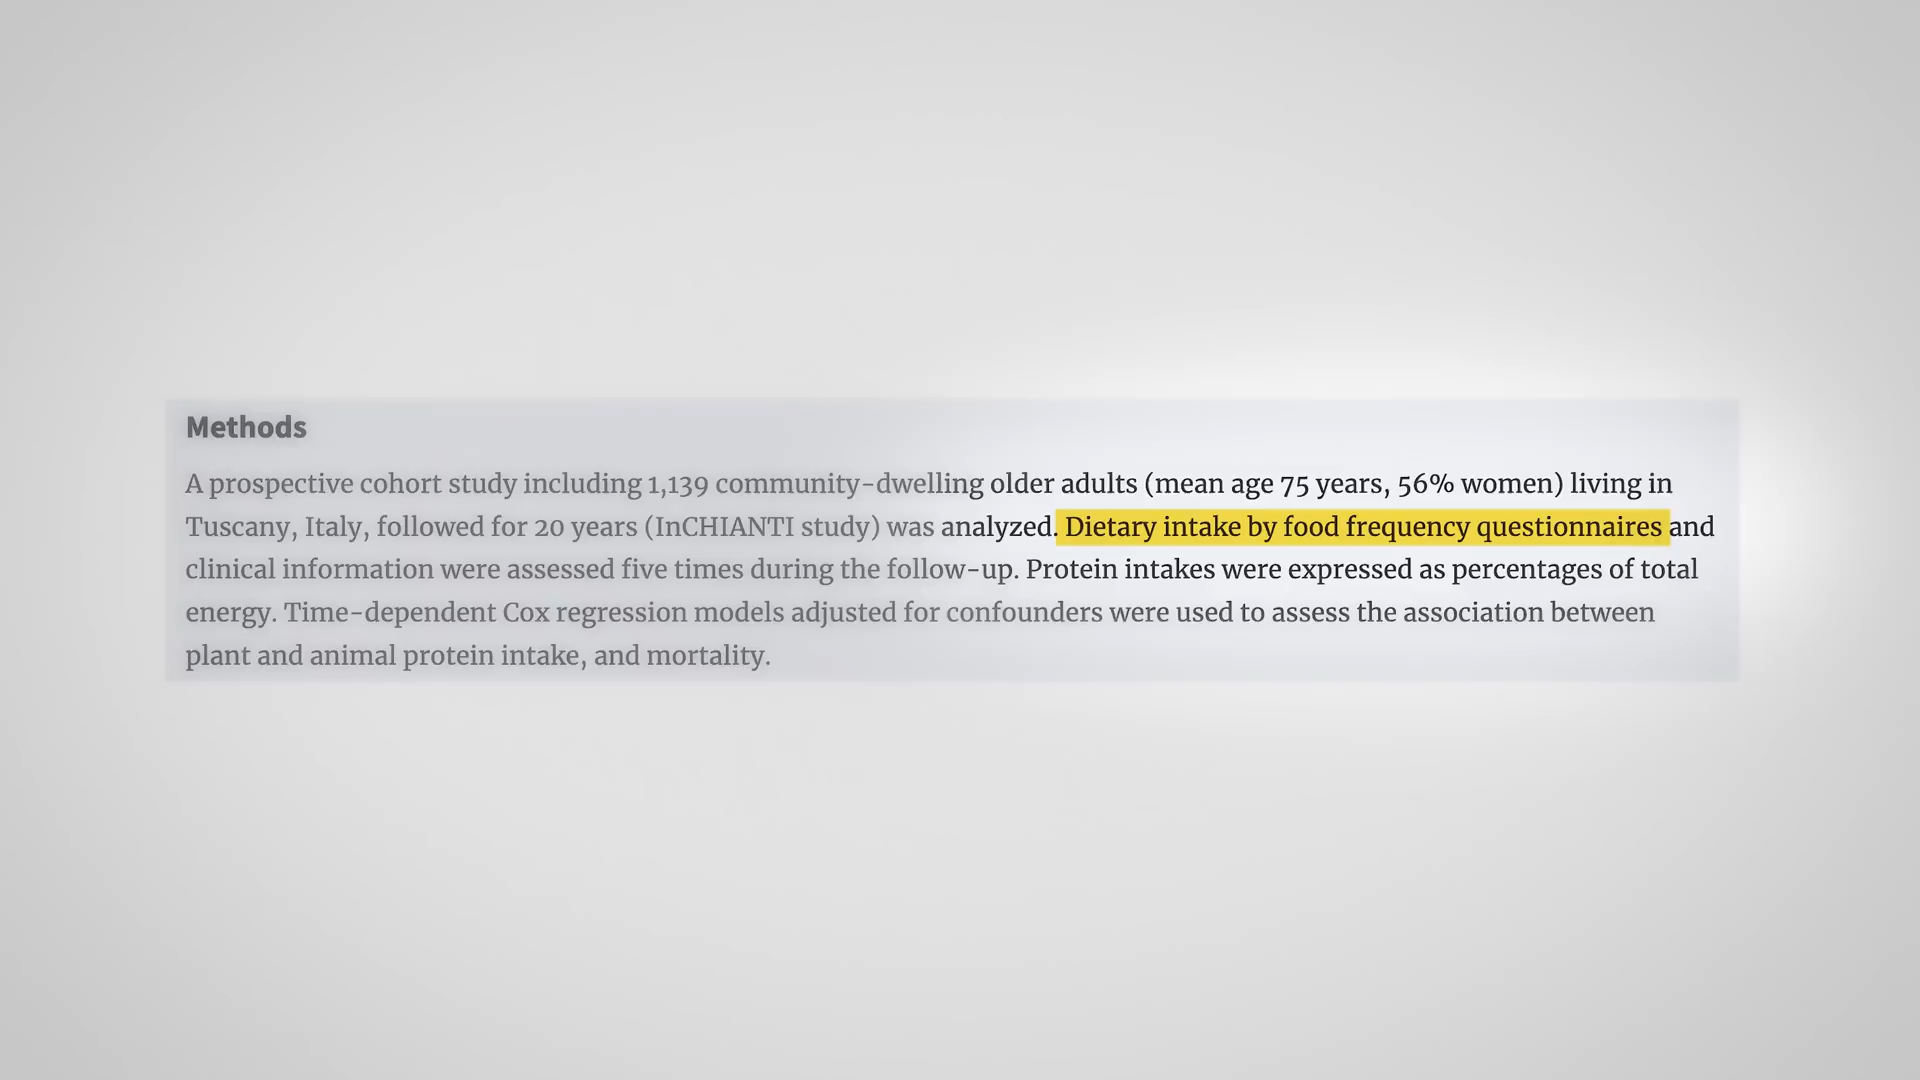 Methods
A prospective cohort study including 1,139 community-dwelling older adults (mean age 75 years, 56% women) living in
Tuscany, Italy, followed for 20 years (InCHIANTI study) was analyzed. Dietary intake by food frequency questionnaires and
clinical information were assessed five times during the follow-up. Protein intakes were expressed as percentages of total
energy. Time-dependent Cox regression models adjusted for confounders were used to assess the association between
plant and animal protein intake, and mortality.